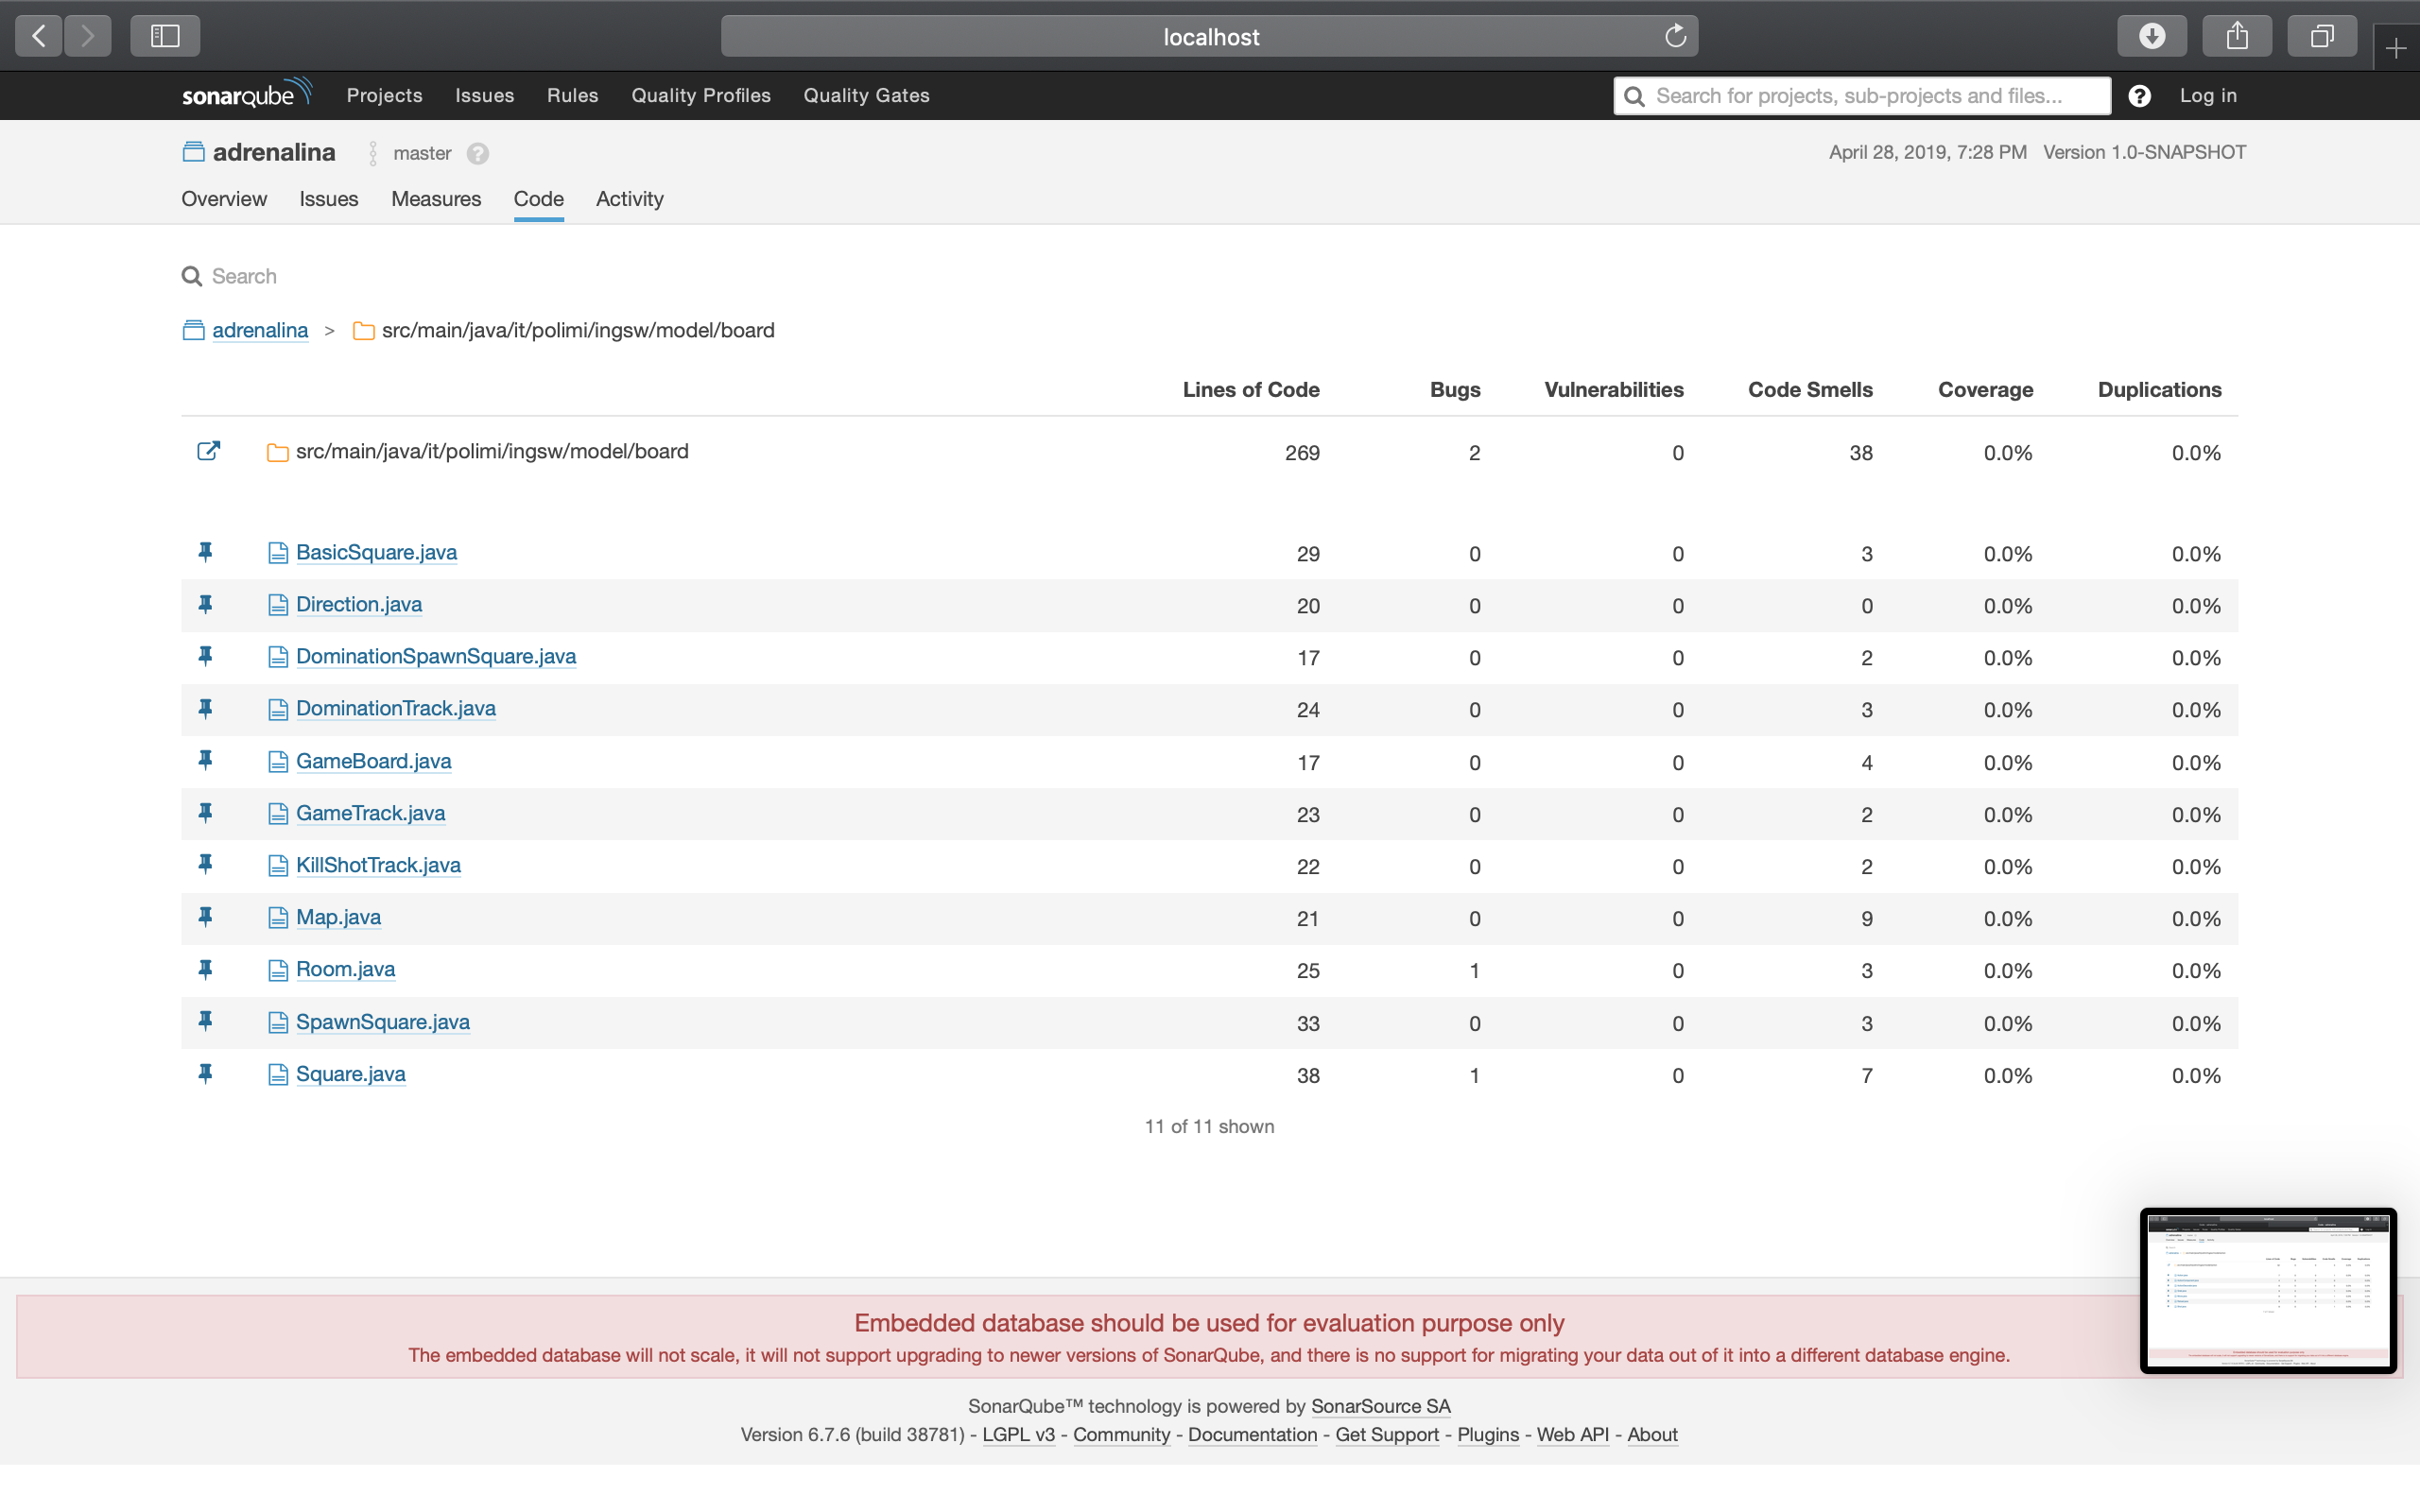 localhost
sonarqube Projects Issues Rules Quality Profiles Quality Gates Search for projects, sub-projects and files... ? Log in
adrenalina master ? April 28, 2019, 7:28 PM Version 1.0-SNAPSHOT
Overview Issues Measures Code Activity
Search
adrenalina > src/main/java/it/polimi/ingsw/model/board
Lines of Code Bugs Vulnerabilities Code Smells Coverage Duplications
src/main/java/it/polimi/ingsw/model/board 269 2 0 38 0.0% 0.0%
BasicSquare.java 29 0 0 3 0.0% 0.0%
Direction.java 20 0 0 0 0.0% 0.0%
DominationSpawnSquare.java 17 0 0 2 0.0% 0.0%
DominationTrack.java 24 0 0 3 0.0% 0.0%
GameBoard.java 17 0 0 4 0.0% 0.0%
GameTrack.java 23 0 0 2 0.0% 0.0%
KillShotTrack.java 22 0 0 2 0.0% 0.0%
Map.java 21 0 0 9 0.0% 0.0%
Room.java 25 1 0 3 0.0% 0.0%
SpawnSquare.java 33 0 0 3 0.0% 0.0%
Square.java 38 1 0 7 0.0% 0.0%
11 of 11 shown
Embedded database should be used for evaluation purpose only
The embedded database will not scale, it will not support upgrading to newer versions of SonarQube, and there is no support for migrating your data out of it into a different database engine.
SonarQube™ technology is powered by SonarSource SA
Version 6.7.6 (build 38781) - LGPL v3 - Community - Documentation - Get Support - Plugins - Web API - About